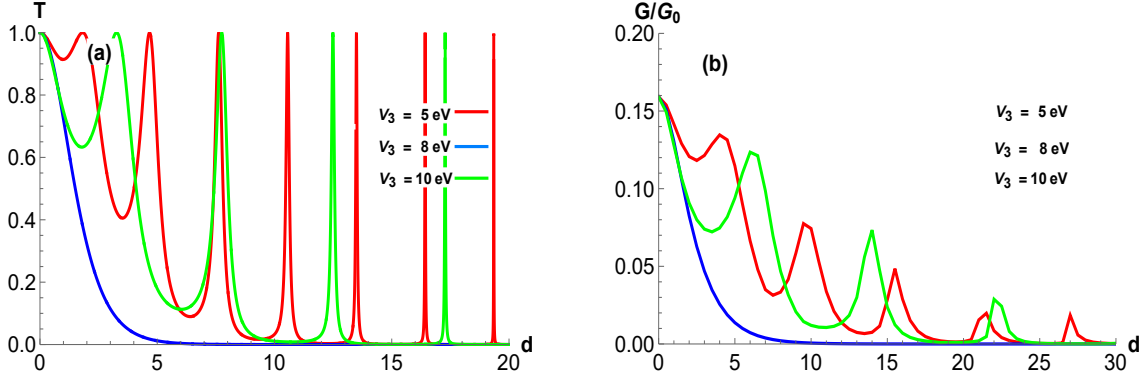 T
(a)
1.0
0.8
0.6
0.4
0.2
0.0
V3 = 5 eV
V3 = 8 eV
V3 = 10 eV
0 5 10 15 20 d
G/G0
(b)
0.20
0.15
0.10
0.05
0.00
V3 = 5 eV
V3 = 8 eV
V3 = 10 eV
0 5 10 15 20 25 30 d